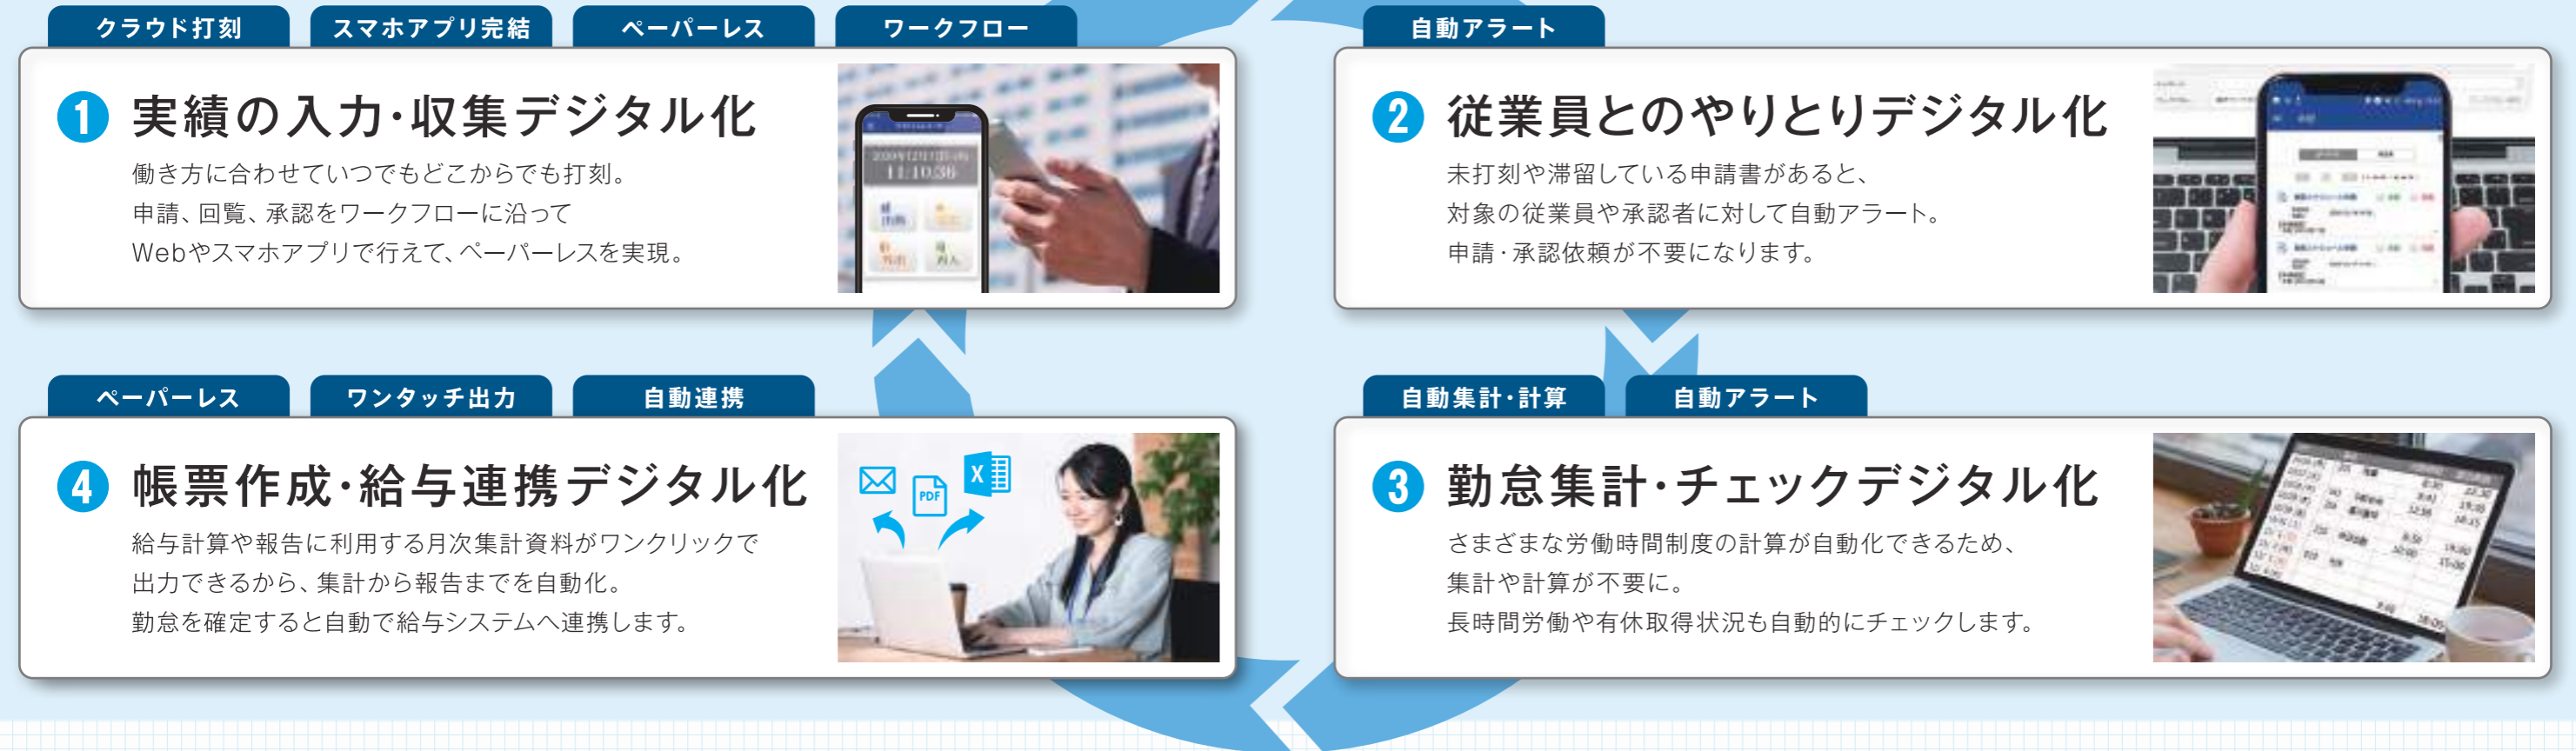 クラウド打刻
スマホアプリ完結
ペーパーレス
ワークフロー
1 実績の入力・収集デジタル化
働き方に合わせていつでもどこからでも打刻。
申請、回覧、承認をワークフローに沿って
Webやスマホアプリで行えて、ペーパーレスを実現。
11:10:36
自動アラート
2 従業員とのやりとりデジタル化
未打刻や滞留している申請書があると、
対象の従業員や承認者に対して自動アラート。
申請・承認依頼が不要になります。
自動集計・計算
自動アラート
3 勤怠集計・チェックデジタル化
さまざまな労働時間制度の計算が自動化できるため、
集計や計算が不要に。
長時間労働や有休取得状況も自動的にチェックします。
ペーパーレス
ワンタッチ出力
自動連携
4 帳票作成・給与連携デジタル化
給与計算や報告に利用する月次集計資料がワンクリックで
出力できるから、集計から報告までを自動化。
勤怠を確定すると自動で給与システムへ連携します。
PDF
X